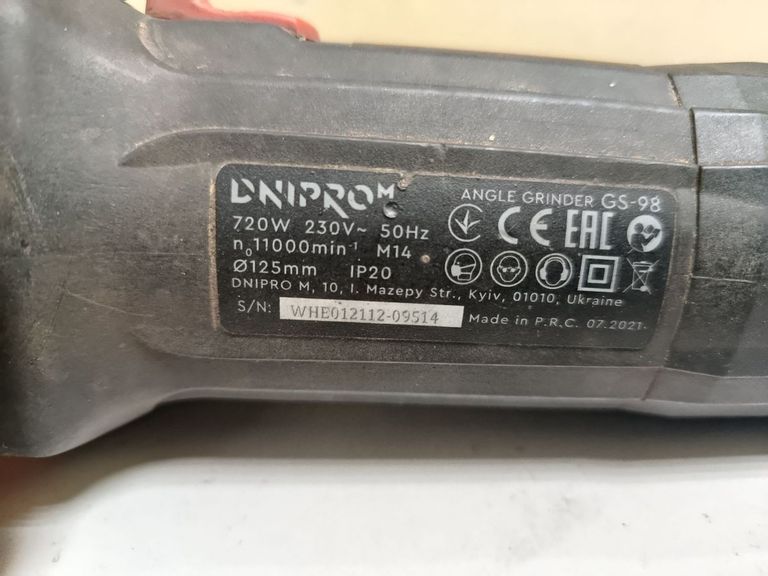 DNIPRO M
ANGLE GRINDER GS-98
720W 230V~ 50Hz
n₀11000min⁻¹ M14
CE EAC
Ø125mm IP20
DNIPRO M, 10, I. Mazepy Str., Kyiv, 01010, Ukraine
S/N: WHE012112-09514
Made in P.R.C. 07.2021.